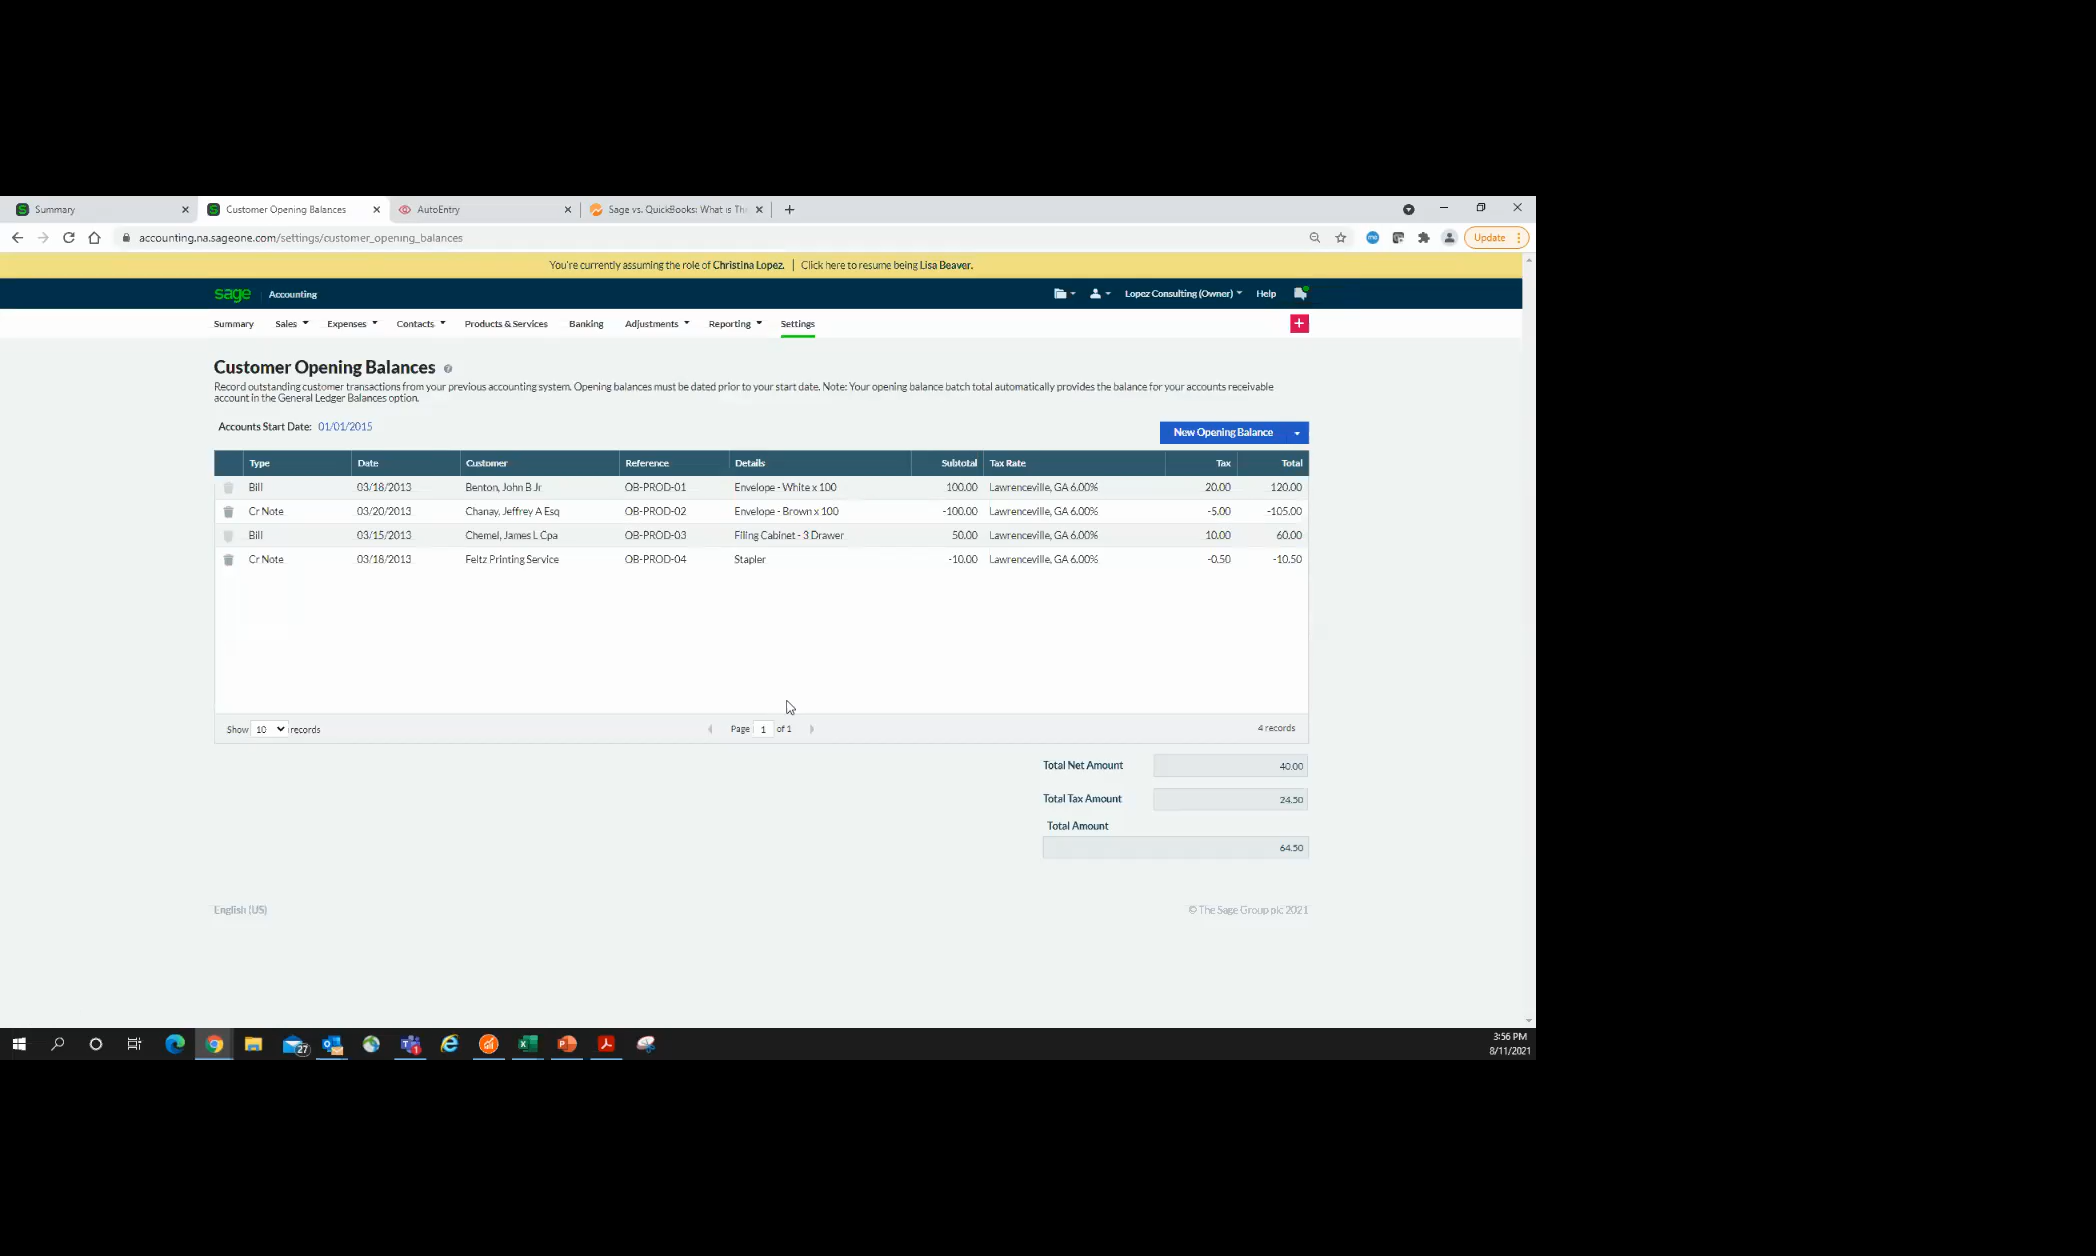 Summary
Customer Opening Balances
AutoEntry
Sage vs. QuickBooks: What is Th
accounting.na.sageone.com/settings/customer_opening_balances
Update
You're currently assuming the role of Christina Lopez. | Click here to resume being Lisa Beaver.
sage Accounting Lopez Consulting (Owner) Help
Summary Sales Expenses Contacts Products & Services Banking Adjustments Reporting Settings
Customer Opening Balances
Record outstanding customer transactions from your previous accounting system. Opening balances must be dated prior to your start date. Note: Your opening balance batch total automatically provides the balance for your accounts receivable
account in the General Ledger Balances option.
Accounts Start Date: 01/01/2015
New Opening Balance
Type Date Customer Reference Details Subtotal Tax Rate Tax Total
Bill 03/18/2013 Benton, John B Jr OB-PROD-01 Envelope - White x 100 100.00 Lawrenceville, GA 6.00% 20.00 120.00
Cr Note 03/20/2013 Chanay, Jeffrey A Esq OB-PROD-02 Envelope - Brown x 100 -100.00 Lawrenceville, GA 6.00% -5.00 -105.00
Bill 03/15/2013 Chemel, James L Cpa OB-PROD-03 Filing Cabinet - 3 Drawer 50.00 Lawrenceville, GA 6.00% 10.00 60.00
Cr Note 03/18/2013 Feltz Printing Service OB-PROD-04 Stapler -10.00 Lawrenceville, GA 6.00% -0.50 -10.50
Show 10 records Page 1 of 1 4 records
Total Net Amount 40.00
Total Tax Amount 24.50
Total Amount
64.50
English (US) © The Sage Group plc 2021
27
1
3:56 PM
8/11/2021